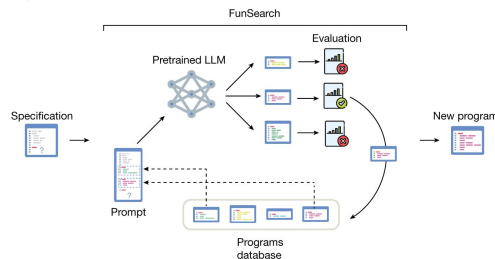 FunSearch
Evaluation
Pretrained LLM
Specification
New program
?
?
Prompt
Programs
database